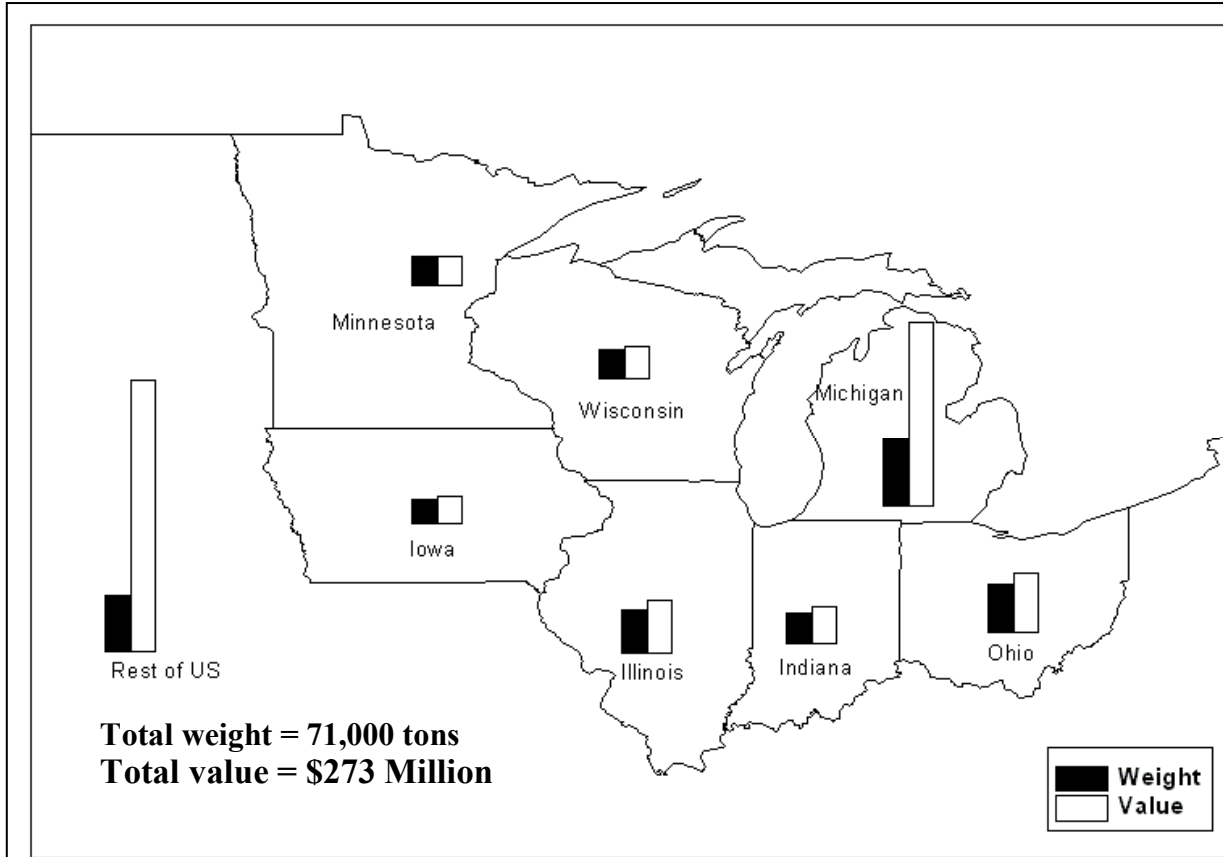 Minnesota
Wisconsin
Michigan
Iowa
Rest of US
Illinois
Indiana
Ohio
Total weight = 71,000 tons
Total value = $273 Million
Weight
Value